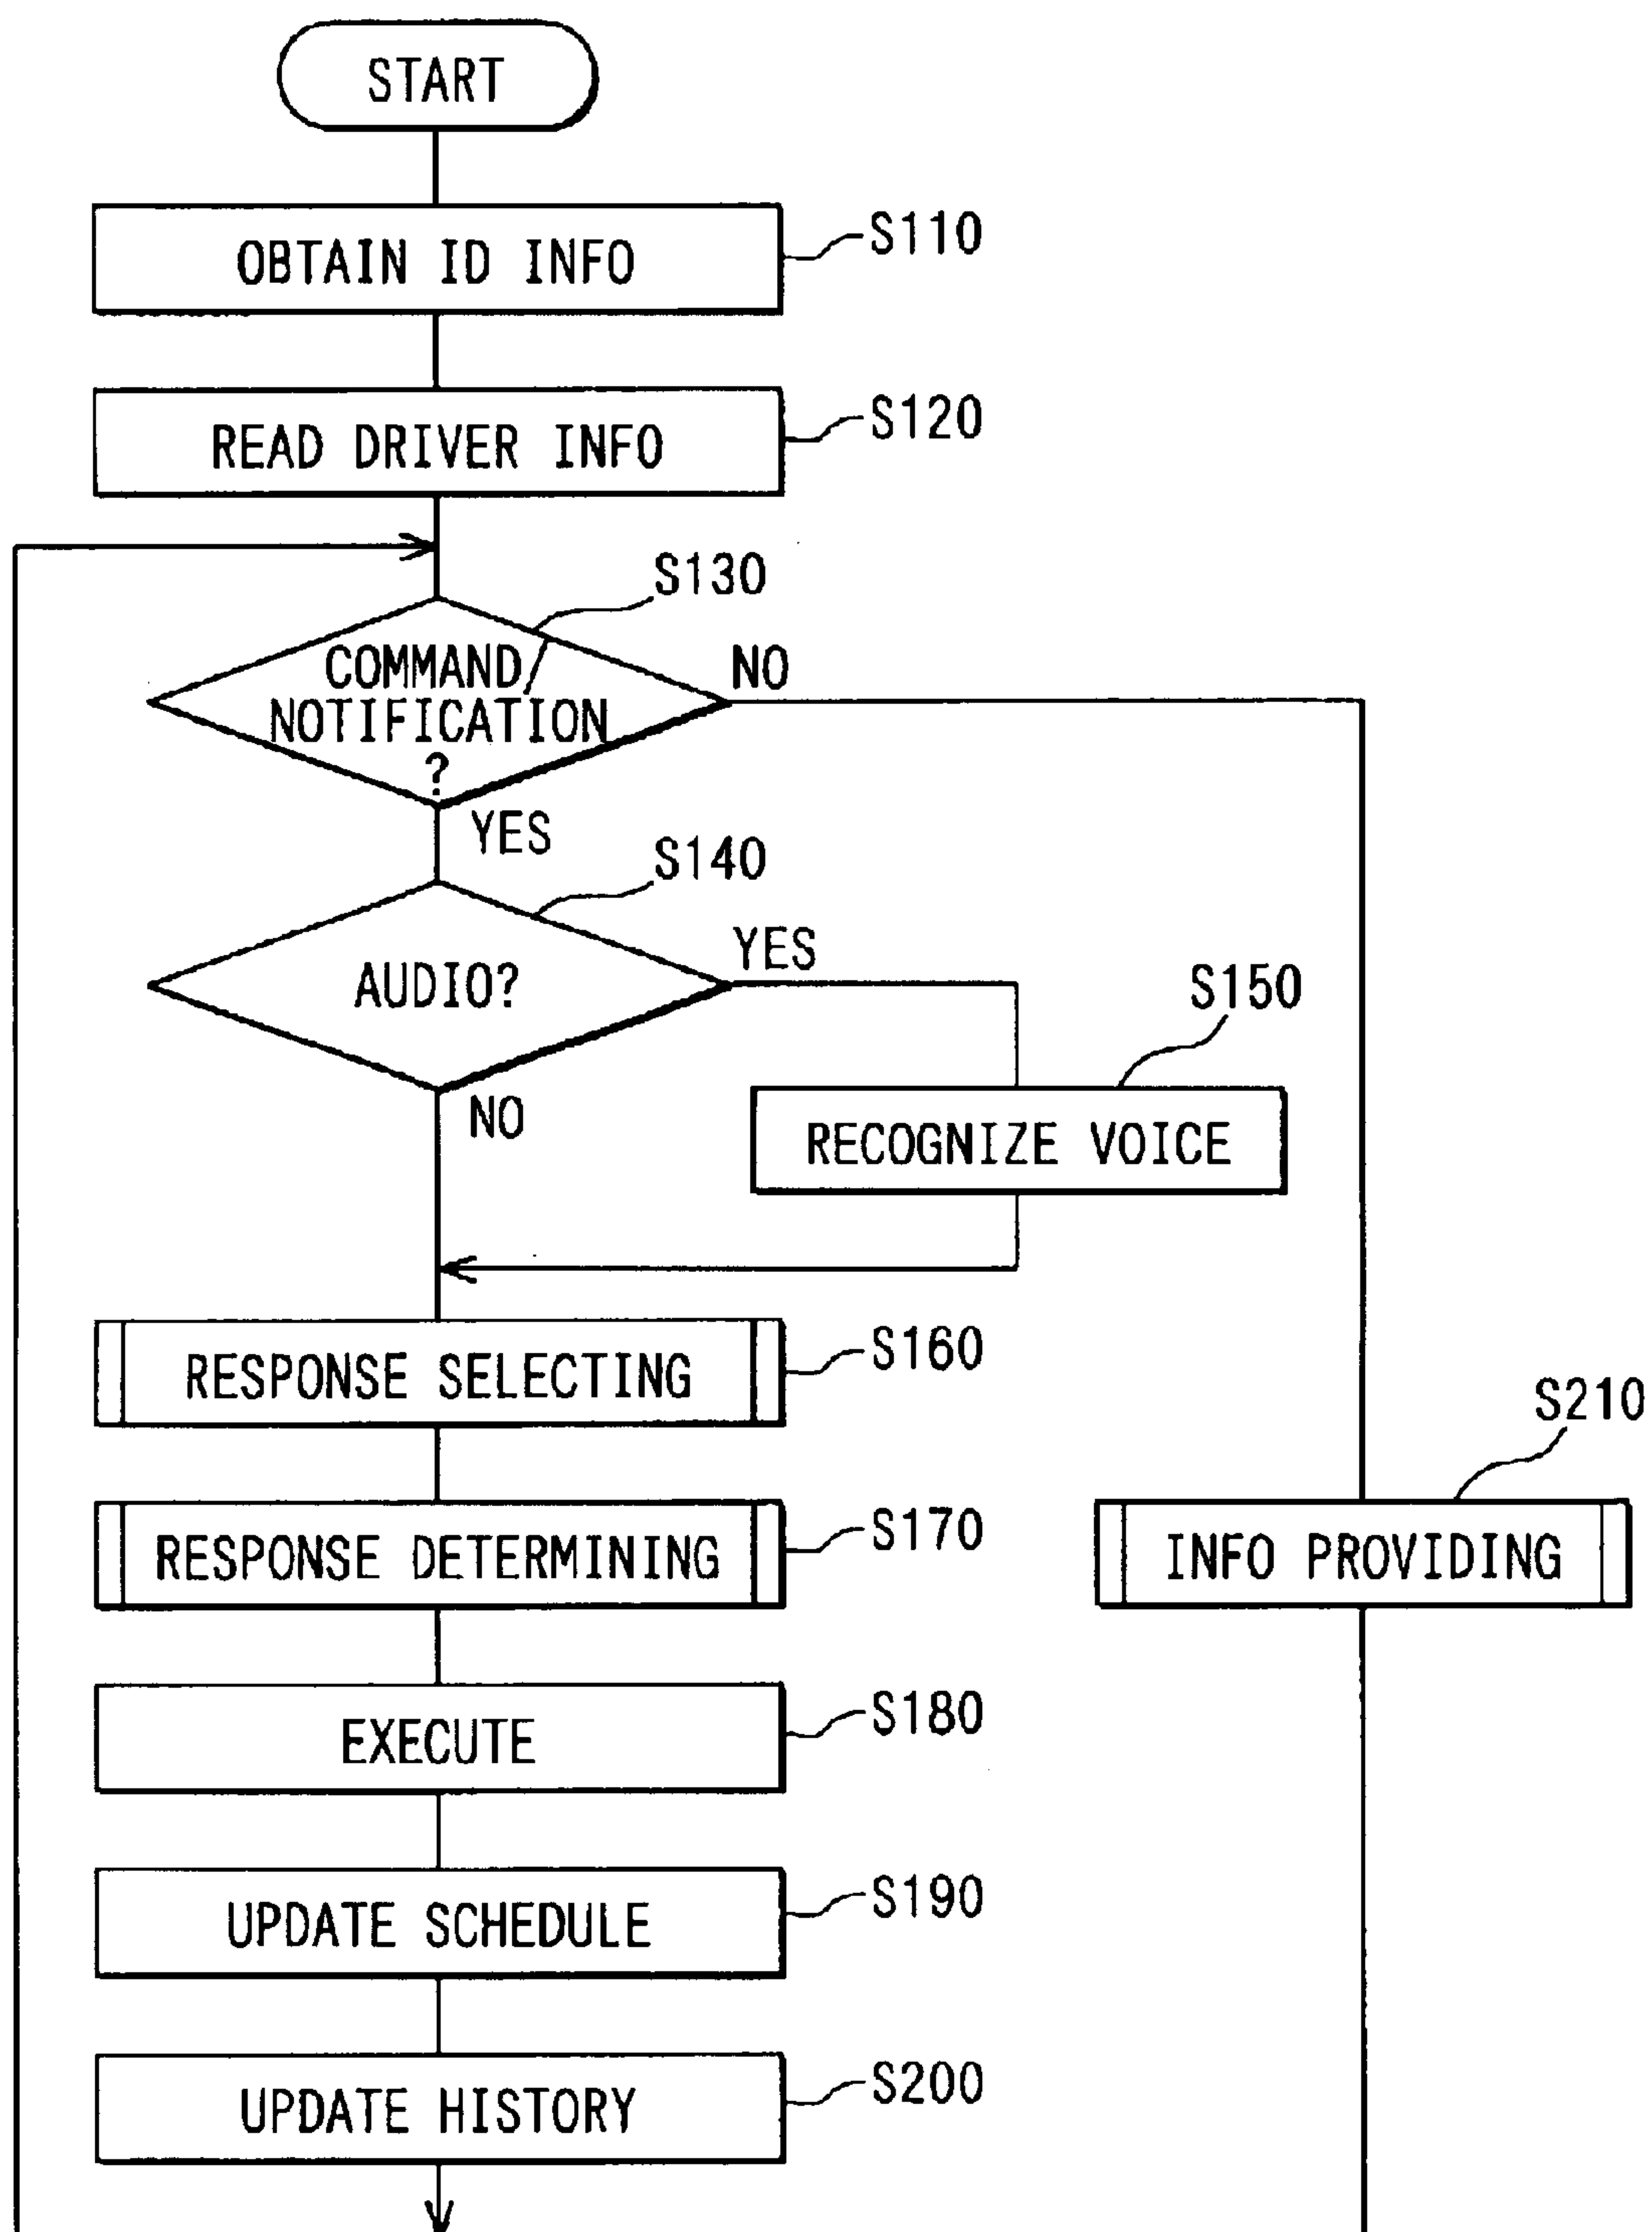 START
OBTAIN ID INFO
S110
READ DRIVER INFO
S120
S130
COMMAND
NOTIFICATION
?
NO
YES
S140
AUDIO?
YES
NO
S150
RECOGNIZE VOICE
RESPONSE SELECTING
S160
RESPONSE DETERMINING
S170
S210
INFO PROVIDING
EXECUTE
S180
UPDATE SCHEDULE
S190
UPDATE HISTORY
S200